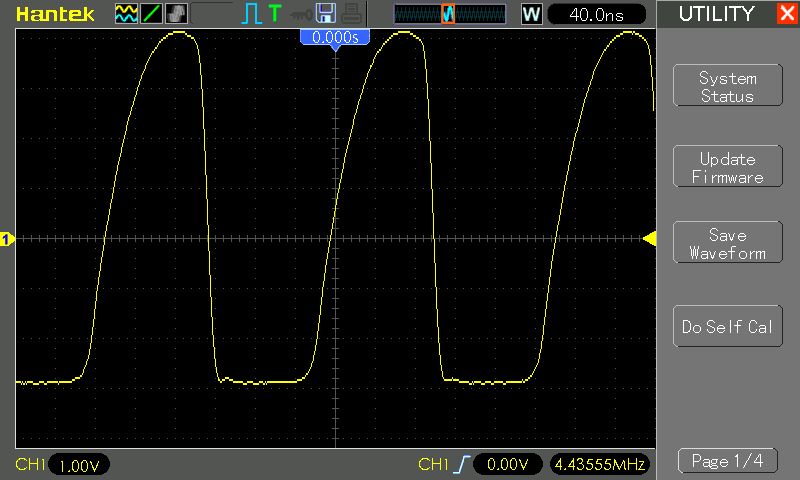 Hantek
T
W
40.0ns
UTILITY
0.000s
System
Status
Update
Firmware
1
Save
Waveform
Do Self Cal
CH1
1.00V
CH1
0.00V
4.43555MHz
Page 1/4